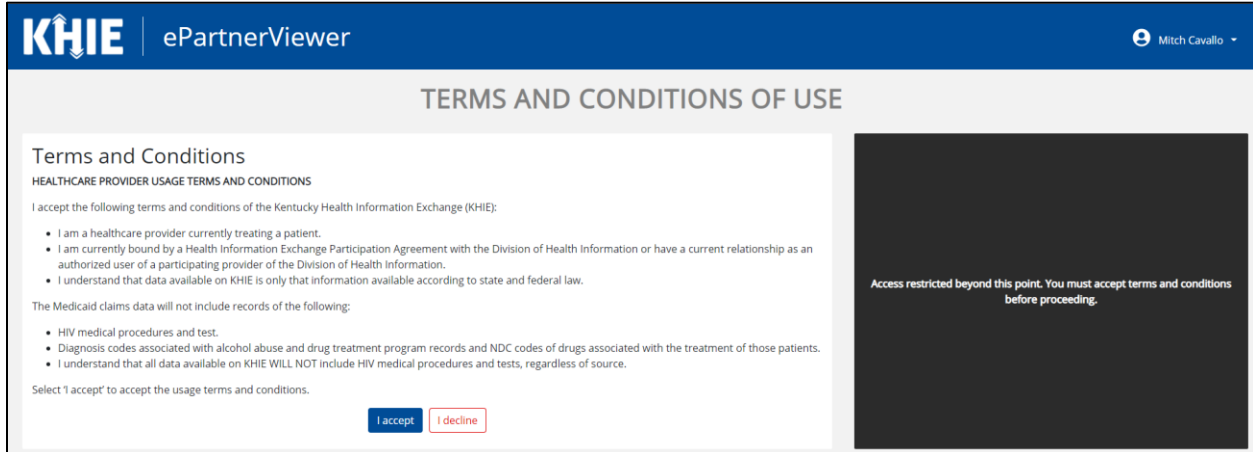 KHIE
ePartnerViewer
Mitch Cavallo
TERMS AND CONDITIONS OF USE
Terms and Conditions
HEALTHCARE PROVIDER USAGE TERMS AND CONDITIONS
I accept the following terms and conditions of the Kentucky Health Information Exchange (KHIE):
• I am a healthcare provider currently treating a patient.
• I am currently bound by a Health Information Exchange Participation Agreement with the Division of Health Information or have a current relationship as an
authorized user of a participating provider of the Division of Health Information.
• I understand that data available on KHIE is only that information available according to state and federal law.
The Medicaid claims data will not include records of the following:
• HIV medical procedures and test.
• Diagnosis codes associated with alcohol abuse and drug treatment program records and NDC codes of drugs associated with the treatment of those patients.
• I understand that all data available on KHIE WILL NOT include HIV medical procedures and tests, regardless of source.
Select 'I accept' to accept the usage terms and conditions.
I accept
I decline
Access restricted beyond this point. You must accept terms and conditions
before proceeding.